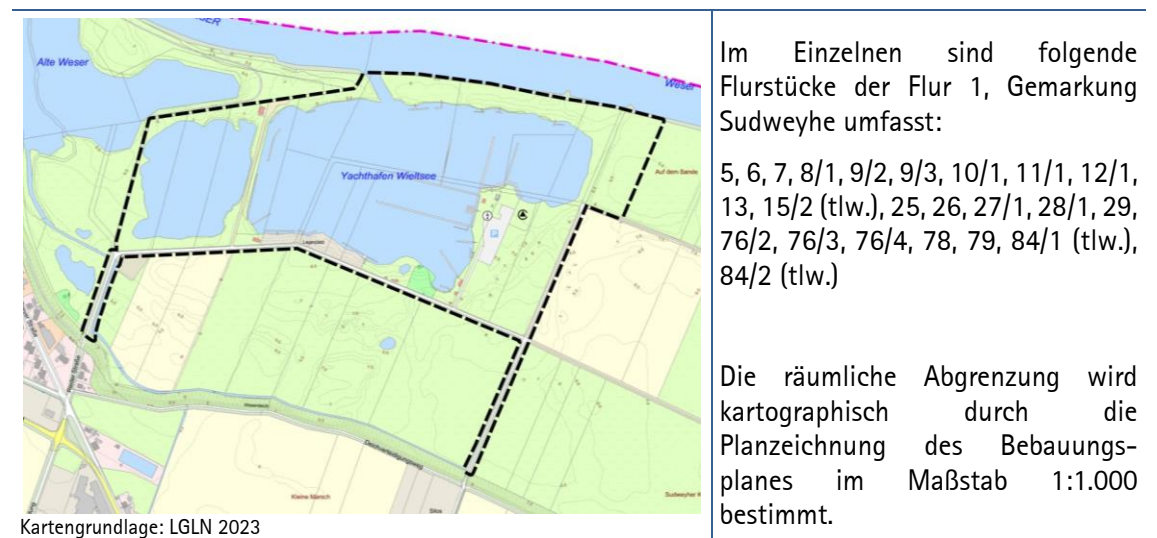 WESER
Alte Weser
Weser
Yachthafen Wieltsee
Auf dem Sande
Liegeplatz
Deichverteidigungsweg
Kleine Marsch
Silos
Kartengrundlage: LGLN 2023
Im Einzelnen sind folgende
Flurstücke der Flur 1, Gemarkung
Sudweyhe umfasst:
5, 6, 7, 8/1, 9/2, 9/3, 10/1, 11/1, 12/1,
13, 15/2 (tlw.), 25, 26, 27/1, 28/1, 29,
76/2, 76/3, 76/4, 78, 79, 84/1 (tlw.),
84/2 (tlw.)
Die räumliche Abgrenzung wird
kartographisch durch die
Planzeichnung des Bebauungs-
planes im Maßstab 1:1.000
bestimmt.